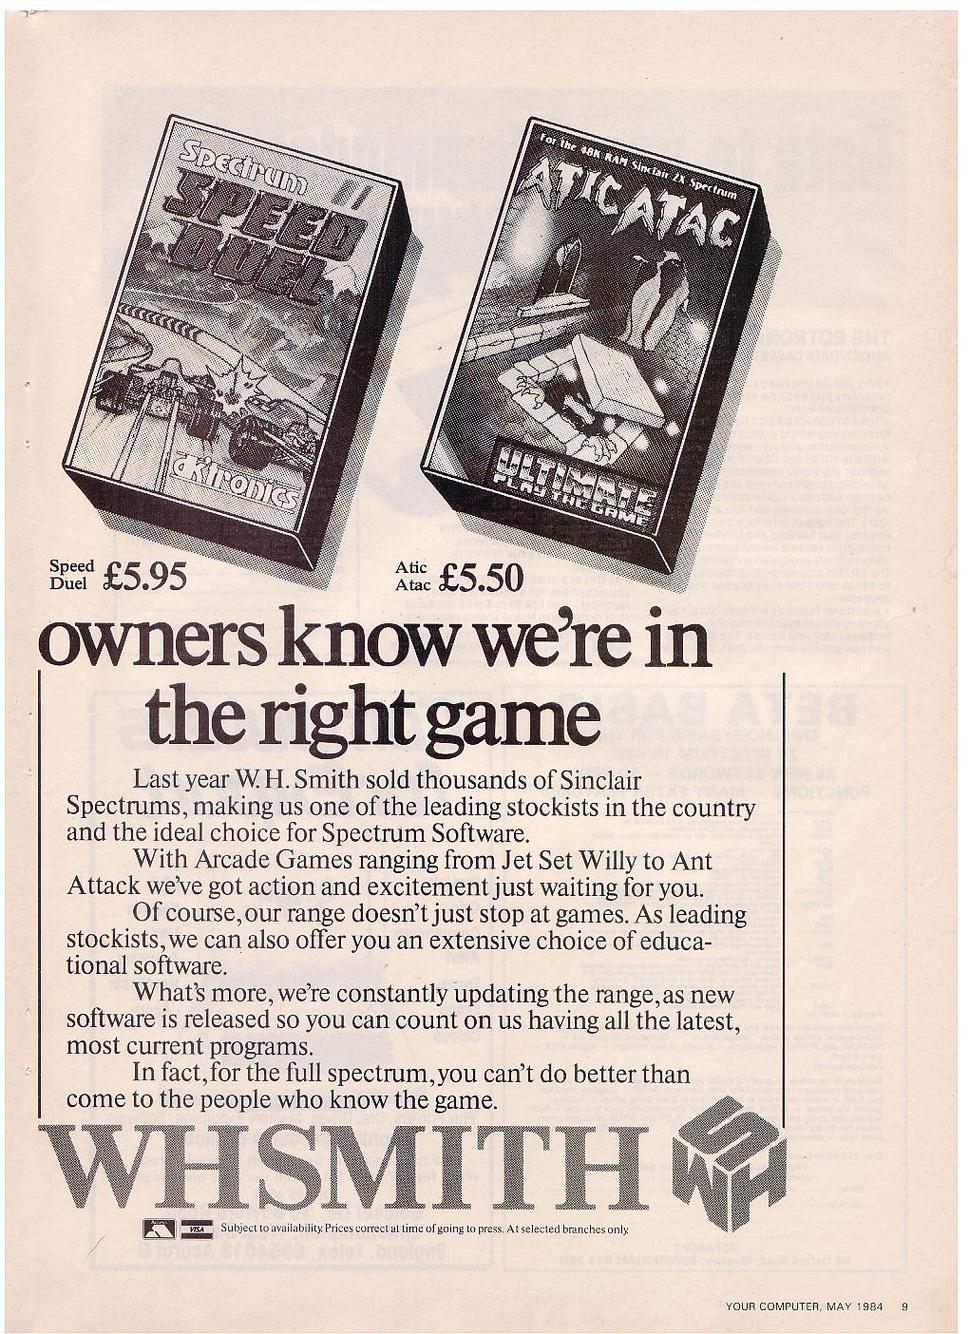 Spectrum
SPEED
DUEL
dKtronics
For the 48K RAM Sinclair ZX Spectrum
ATIC ATAC
ULTIMATE
PLAY THE GAME
Speed
Duel £5.95
Atic
Atac £5.50
owners know we're in
the right game
Last year W.H. Smith sold thousands of Sinclair
Spectrums, making us one of the leading stockists in the country
and the ideal choice for Spectrum Software.
With Arcade Games ranging from Jet Set Willy to Ant
Attack we've got action and excitement just waiting for you.
Of course, our range doesn't just stop at games. As leading
stockists, we can also offer you an extensive choice of educa-
tional software.
What's more, we're constantly updating the range, as new
software is released so you can count on us having all the latest,
most current programs.
In fact, for the full spectrum, you can't do better than
come to the people who know the game.
WHSMITH
WHS
VISA
Subject to availability. Prices correct at time of going to press. At selected branches only.
YOUR COMPUTER, MAY 1984 9